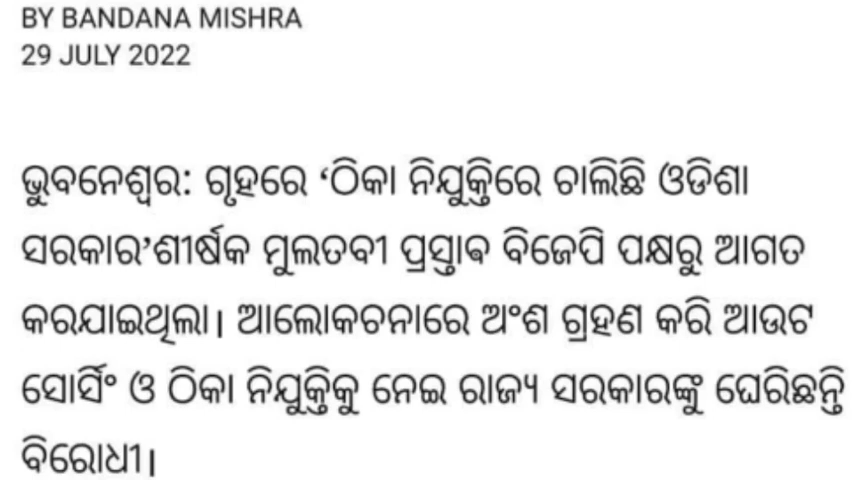 BY BANDANA MISHRA
29 JULY 2022
ଭୁବନେଶ୍ୱର: ଗୃହରେ ‘ଠିକା ନିଯୁକ୍ତିରେ ଚାଲିଛି ଓଡିଶା
ସରକାର’ଶୀର୍ଷକ ମୁଲତବୀ ପ୍ରସ୍ତାଵ ବିଜେପି ପକ୍ଷରୁ ଆଗତ
କରଯାଇଥିଲା। ଆଲୋକଚନାରେ ଅଂଶ ଗ୍ରହଣ କରି ଆଉଟ
ସୋର୍ସିଂ ଓ ଠିକା ନିଯୁକ୍ତିକୁ ନେଇ ରାଜ୍ୟ ସରକାରଙ୍କୁ ଘେରିଛନ୍ତି
ବିରୋଧୀ।